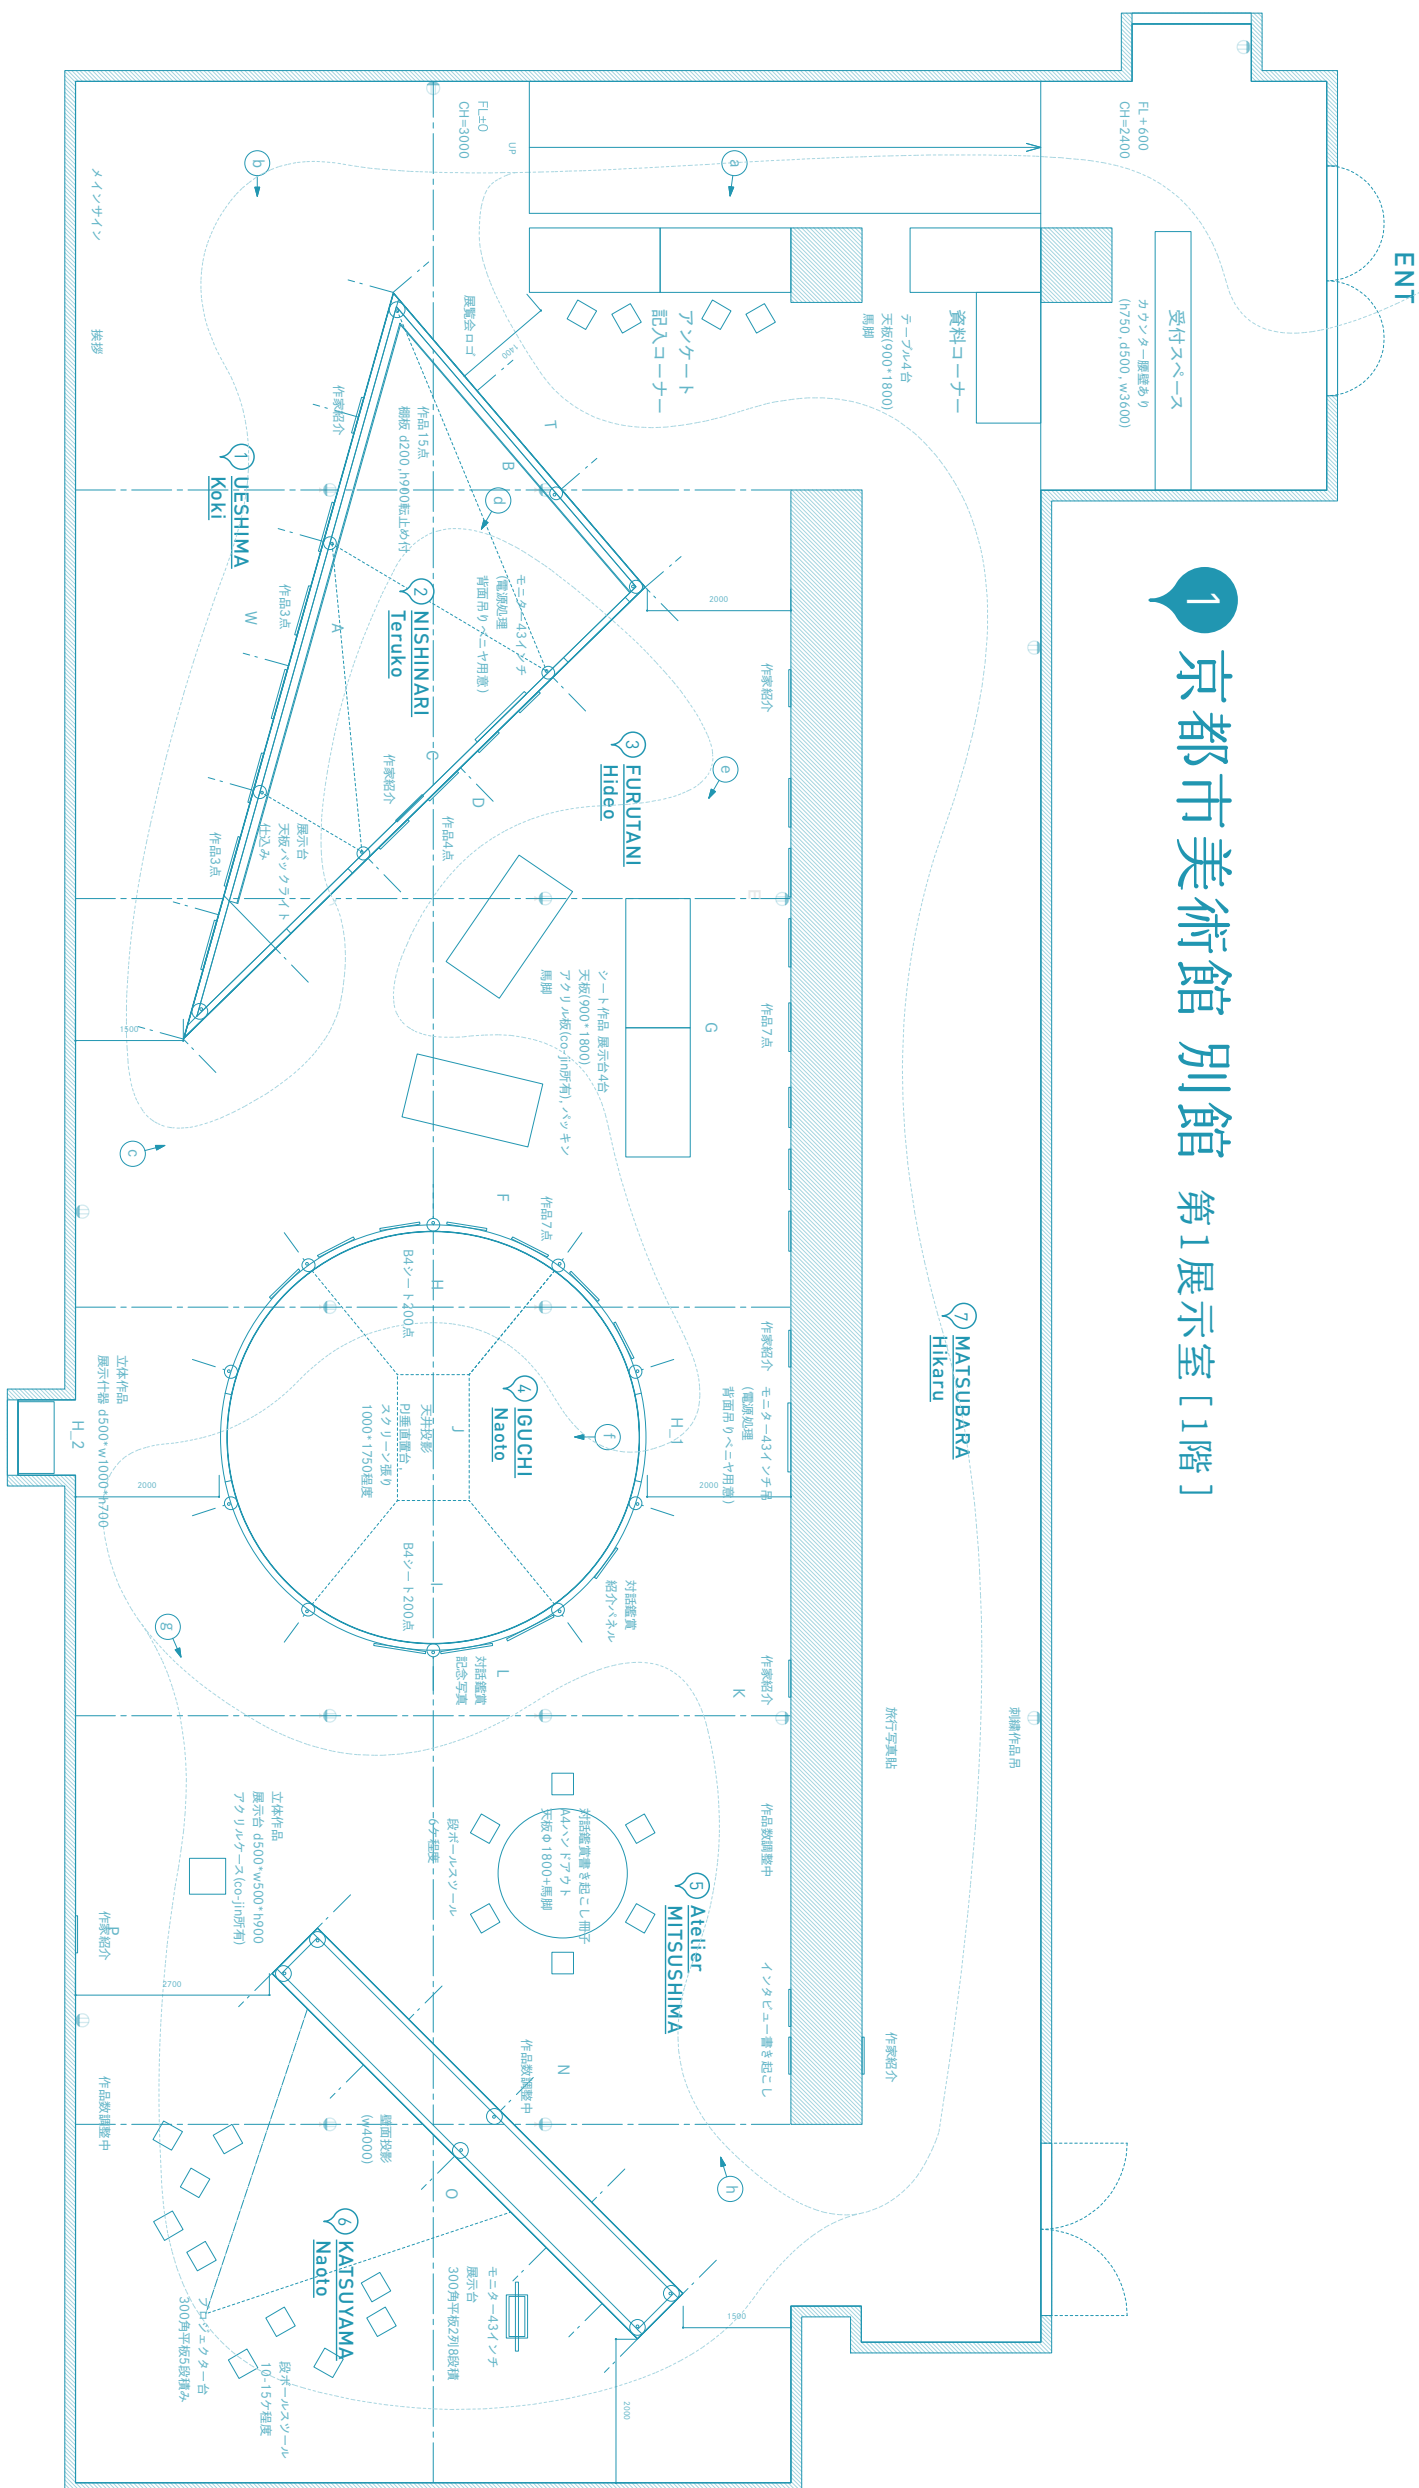 ENT
1 京都市美術館 別館 第1展示室 [1階]
FL+600
CH=2400
受付スペース
カウンター腰壁あり
(h750, d500, w3600)
資料コーナー
テーブル4台
天板(900*1800)
馬脚
アンケート
記入コーナー
FL±0
CH=3000
UP
a
b
メインサイン
挨拶
展覧会ロゴ
1400
T
B
d
作品15点
棚板 d200, h900転止め付
作家紹介
1 UESHIMA
Koki
W
A
作品3点
2 NISHINARI
Teruko
モニター43インチ
(電源処理
背面吊りベニヤ用意)
2000
作家紹介
3 FURUTANI
Hideo
e
C
D
作家紹介
作品4点
展示台
天板バックライト
仕込み
作品3点
E
1500
c
シート作品 展示台4台
天板(900*1800)
アクリル板(co-jin所有), パッキン
馬脚
G
作品7点
F
作品7点
H
B4シート200点
7 MATSUBARA
Hikaru
作家紹介 モニター43インチ吊
(電源処理
背面吊りベニヤ用意)
H_1
4 IGUCHI
Naoto
f
J
天井投影
PJ垂直置台,
スクリーン張り
1000*1750程度
立体作品
展示什器 d500*w1000*h700
H_2
2000
2000
I
B4シート200点
対話鑑賞
紹介パネル
g
L
対話鑑賞
記念写真
作家紹介
K
旅行写真貼
刺繍作品吊
作品数調整中
対話鑑賞書き起こし冊子
A4ハンドアウト
天板Φ1800+馬脚
段ボールスツール
6ケ程度
5 Atelier
MITSUSHIMA
インタビュー書き起こし
作家紹介
立体作品
展示台 d500*w500*h900
アクリルケース(co-jin所有)
P
作家紹介
2700
作品数調整中
N
作品数調整中
壁面投影
(w4000)
O
h
6 KATSUYAMA
Naoto
モニター43インチ
展示台
300角平板2列8段積
1500
プロジェクター台
300角平板5段積み
段ボールスツール
10-15ケ程度
2000